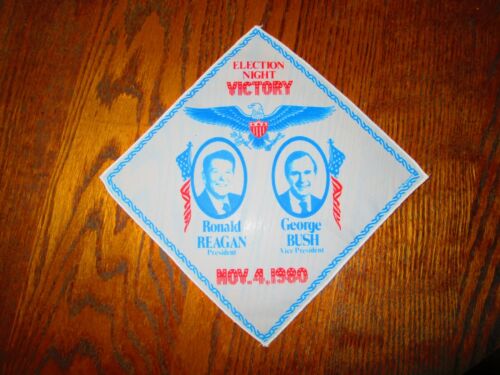 ELECTION
NIGHT
VICTORY
Ronald
REAGAN
President
George
BUSH
Vice President
NOV. 4, 1980